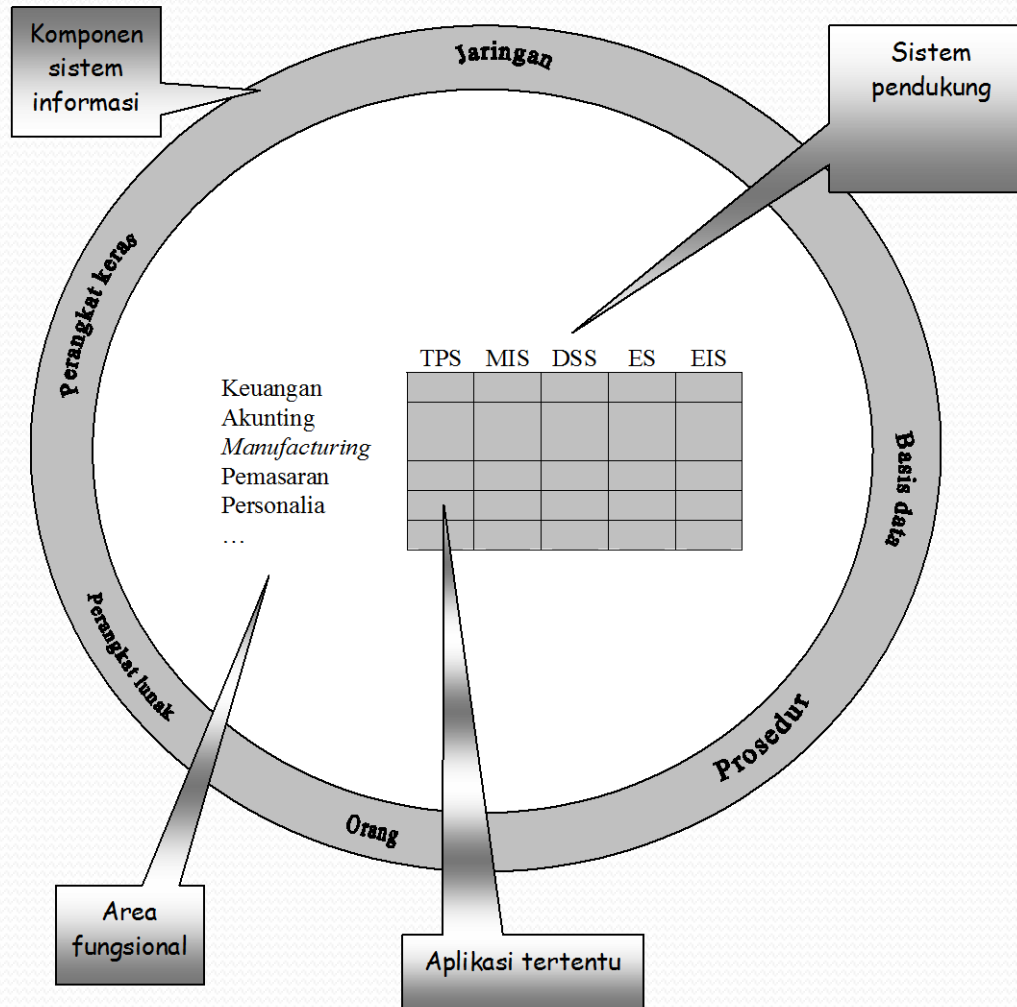 Komponen
sistem
informasi
Jaringan
Sistem
pendukung
Perangkat keras
TPS MIS DSS ES EIS
Keuangan
Akunting
Manufacturing
Pemasaran
Personalia
…
Basis data
Perangkat lunak
Prosedur
Orang
Area
fungsional
Aplikasi tertentu